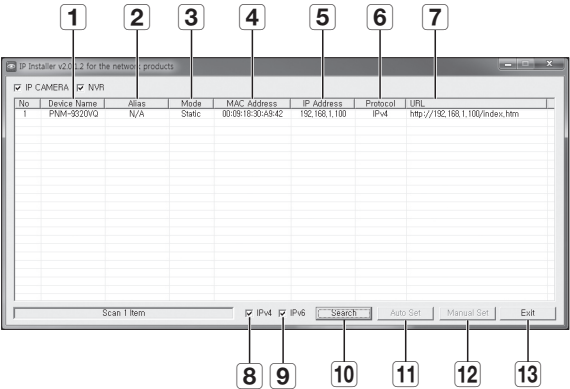 1 2 3 4 5 6 7
IP Installer v2.0.1.2 for the network products
IP CAMERA NVR
No Device Name Alias Mode MAC Address IP Address Protocol URL
1 PNM-9320VQ N/A Static 00:09:18:30:A9:42 192,168,1,100 IPv4 http://192,168,1,100/index,htm
Scan 1 Item IPv4 IPv6 Search Auto Set Manual Set Exit
8 9 10 11 12 13